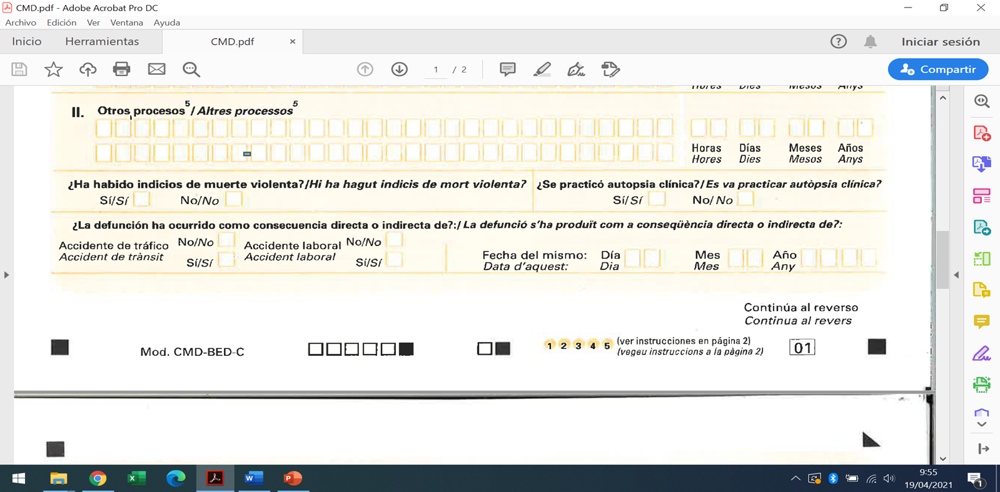 CMD.pdf - Adobe Acrobat Pro DC
Archivo Edición Ver Ventana Ayuda
Inicio Herramientas CMD.pdf × Iniciar sesión
1 / 2 Compartir
Hores Dies Mesos Anys
II. Otros procesos⁵/Altres processos⁵
Horas Días Meses Años
Hores Dies Mesos Anys
¿Ha habido indicios de muerte violenta?/Hi ha hagut indicis de mort violenta? ¿Se practicó autopsia clínica?/Es va practicar autòpsia clínica?
Sí/Sí No/No Sí/Sí No/No
¿La defunción ha ocurrido como consecuencia directa o indirecta de?:/La defunció s'ha produït com a conseqüència directa o indirecta de?:
Accidente de tráfico No/No Accidente laboral No/No
Accident de trànsit Sí/Sí Accident laboral Sí/Sí
Fecha del mismo: Día Mes Año
Data d'aquest: Dia Mes Any
Continúa al reverso
Continua al revers
Mod. CMD-BED-C 1 2 3 4 5 (ver instrucciones en página 2) 01
(vegeu instruccions a la pàgina 2)
9:55
19/04/2021
1